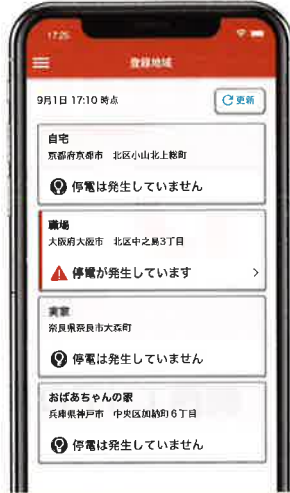 17:25
登録地域
9月1日 17:10 時点
更新
自宅
京都府京都市 北区小山北上総町
停電は発生していません
職場
大阪府大阪市 北区中之島3丁目
停電が発生しています
実家
奈良県奈良市大森町
停電は発生していません
おばあちゃんの家
兵庫県神戸市 中央区加納町6丁目
停電は発生していません